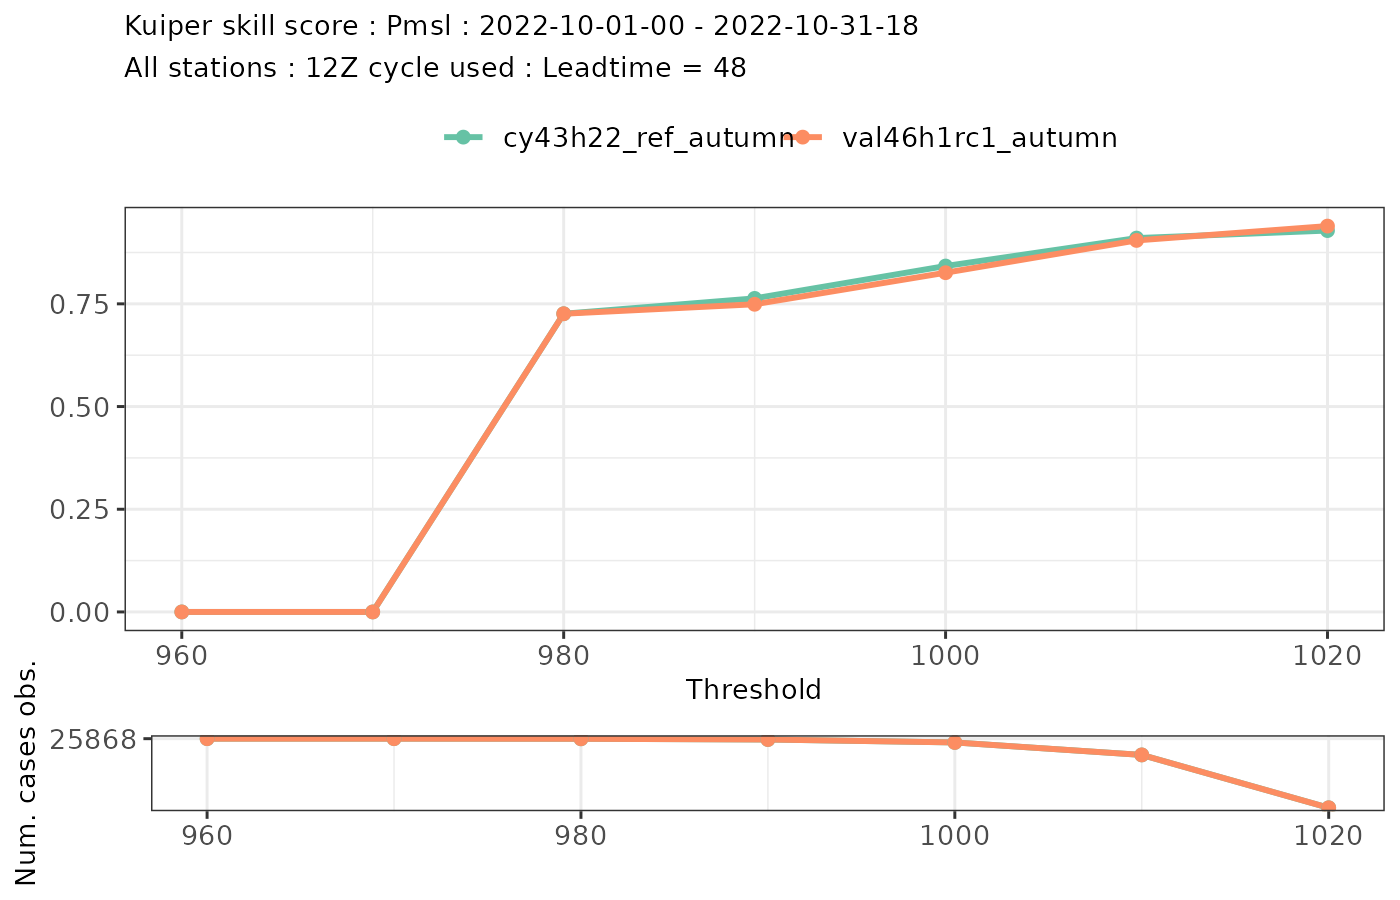 Kuiper skill score : Pmsl : 2022-10-01-00 - 2022-10-31-18
All stations : 12Z cycle used : Leadtime = 48
cy43h22_ref_autumn val46h1rc1_autumn
0.75
0.50
0.25
0.00
960 980 1000 1020
Threshold
Num. cases obs.
25868
960 980 1000 1020